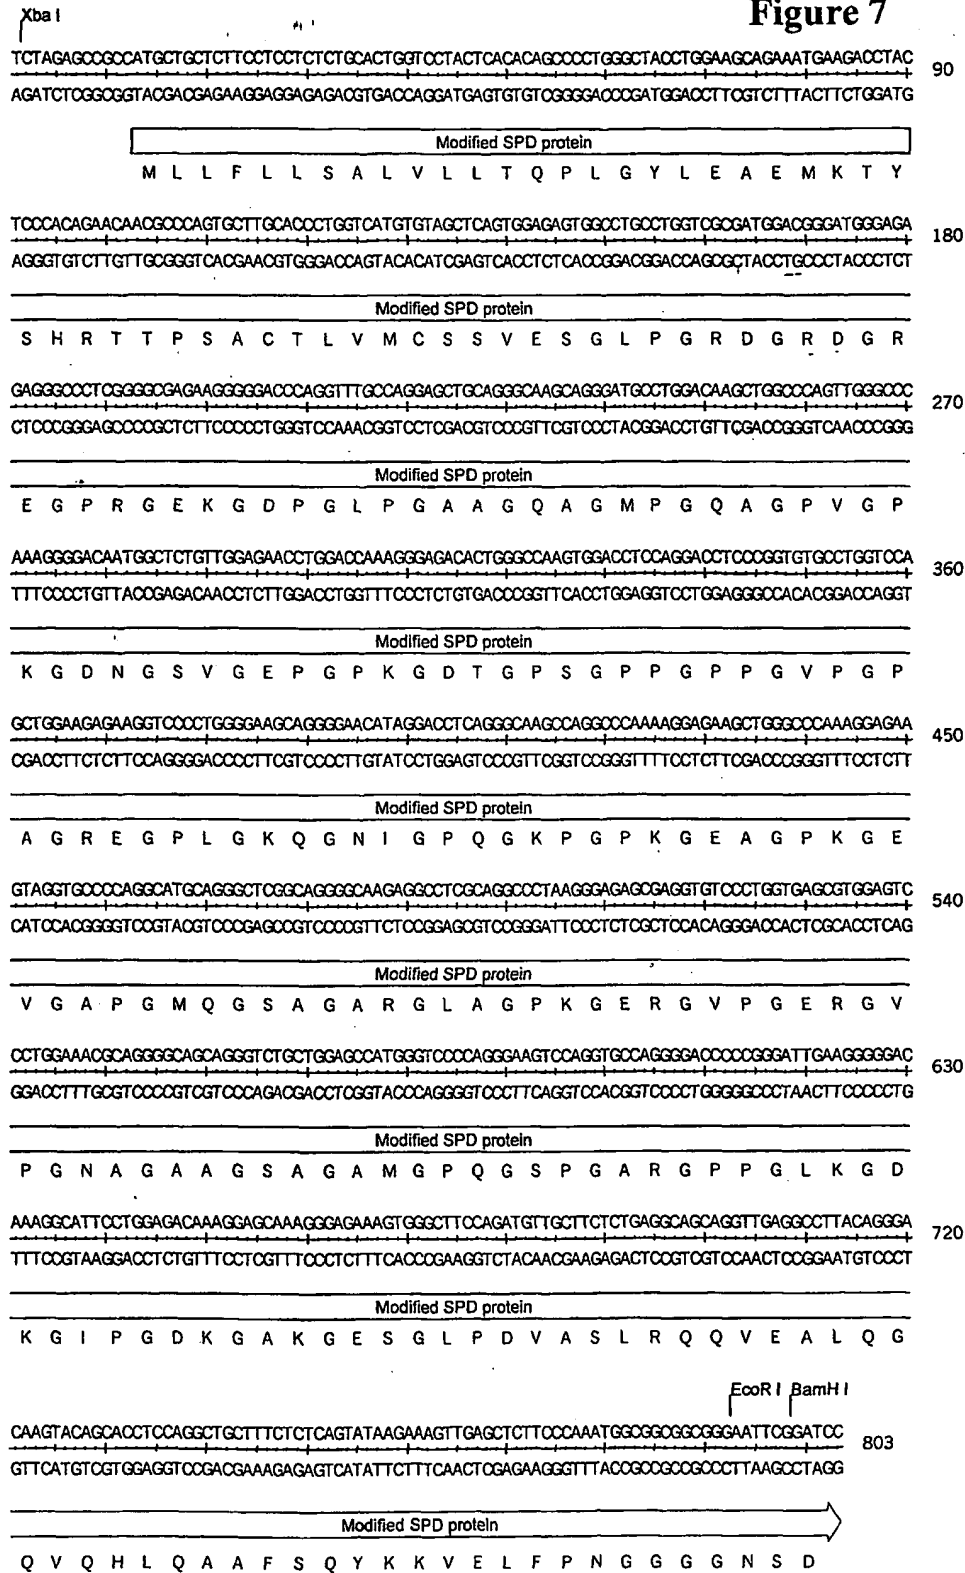 Figure 7
Xba I
TCTAGAGCCGCCATGCTGCTCTTCCTCCTCTCTGCACTGGTCCTACTCACACAGCCCCTGGGCTACCTGGAAGCAGAAATGAAGACCTAC 90
AGATCTCGGCGGTACGACGAGAAGGAGGAGAGACGTGACCAGGATGAGTGTGTCGGGGACCCGATGGACCTTCGTCTTTACTTCTGGATG
Modified SPD protein
M L L F L L S A L V L L T Q P L G Y L E A E M K T Y
TCCCACAGAACAACGCCCAGTGCTTGCACCCTGGTCATGTGTAGCTCAGTGGAGAGTGGCCTGCCTGGTCGCGATGGACGGGATGGGAGA 180
AGGGTGTCTTGTTGCGGGTCACGAACGTGGGACCAGTACACATCGAGTCACCTCTCACCGGACGGACCAGCGCTACCTGCCCTACCCTCT
Modified SPD protein
S H R T T P S A C T L V M C S S V E S G L P G R D G R D G R
GAGGGCCCTCGGGGCGAGAAGGGGGACCCAGGTTTGCCAGGAGCTGCAGGGCAAGCAGGGATGCCTGGACAAGCTGGCCCAGTTGGGCCC 270
CTCCCGGGAGCCCCGCTCTTCCCCCTGGGTCCAAACGGTCCTCGACGTCCCGTTCGTCCCTACGGACCTGTTCGACCGGGTCAACCCGGG
Modified SPD protein
E G P R G E K G D P G L P G A A G Q A G M P G Q A G P V G P
AAAGGGGACAATGGCTCTGTTGGAGAACCTGGACCAAAGGGAGACACTGGGCCAAGTGGACCTCCAGGACCTCCCGGTGTGCCTGGTCCA 360
TTTCCCCTGTTACCGAGACAACCTCTTGGACCTGGTTTCCCTCTGTGACCCGGTTCACCTGGAGGTCCTGGAGGGCCACACGGACCAGGT
Modified SPD protein
K G D N G S V G E P G P K G D T G P S G P P G P P G V P G P
GCTGGAAGAGAAGGTCCCCTGGGGAAGCAGGGGAACATAGGACCTCAGGGCAAGCCAGGCCCAAAAGGAGAAGCTGGGCCCAAAGGAGAA 450
CGACCTTCTCTTCCAGGGGACCCCTTCGTCCCCTTGTATCCTGGAGTCCCGTTCGGTCCGGGTTTTCCTCTTCGACCCGGGTTTCCTCTT
Modified SPD protein
A G R E G P L G K Q G N I G P Q G K P G P K G E A G P K G E
GTAGGTGCCCCAGGCATGCAGGGCTCGGCAGGGGCAAGAGGCCTCGCAGGCCCTAAGGGAGAGCGAGGTGTCCCTGGTGAGCGTGGAGTC 540
CATCCACGGGGTCCGTACGTCCCGAGCCGTCCCCGTTCTCCGGAGCGTCCGGGATTCCCTCTCGCTCCACAGGGACCACTCGCACCTCAG
Modified SPD protein
V G A P G M Q G S A G A R G L A G P K G E R G V P G E R G V
CCTGGAAACGCAGGGGCAGCAGGGTCTGCTGGAGCCATGGGTCCCCAGGGAAGTCCAGGTGCCAGGGGACCCCCGGGATTGAAGGGGGAC 630
GGACCTTTGCGTCCCCGTCGTCCCAGACGACCTCGGTACCCAGGGGTCCCTTCAGGTCCACGGTCCCCTGGGGGCCCTAACTTCCCCCTG
Modified SPD protein
P G N A G A A G S A G A M G P Q G S P G A R G P P G L K G D
AAAGGCATTCCTGGAGACAAAGGAGCAAAGGGAGAAAGTGGGCTTCCAGATGTTGCTTCTCTGAGGCAGCAGGTTGAGGCCTTACAGGGA 720
TTTCCGTAAGGACCTCTGTTTCCTCGTTTCCCTCTTTCACCCGAAGGTCTACAACGAAGAGACTCCGTCGTCCAACTCCGGAATGTCCCT
Modified SPD protein
K G I P G D K G A K G E S G L P D V A S L R Q Q V E A L Q G
EcoR I BamH I
CAAGTACAGCACCTCCAGGCTGCTTTCTCTCAGTATAAGAAAGTTGAGCTCTTCCCAAATGGCGGCGGCGGGAATTCGGATCC 803
GTTCATGTCGTGGAGGTCCGACGAAAGAGAGTCATATTCTTTCAACTCGAGAAGGGTTTACCGCCGCCGCCCTTAAGCCTAGG
Modified SPD protein
Q V Q H L Q A A F S Q Y K K V E L F P N G G G G N S D